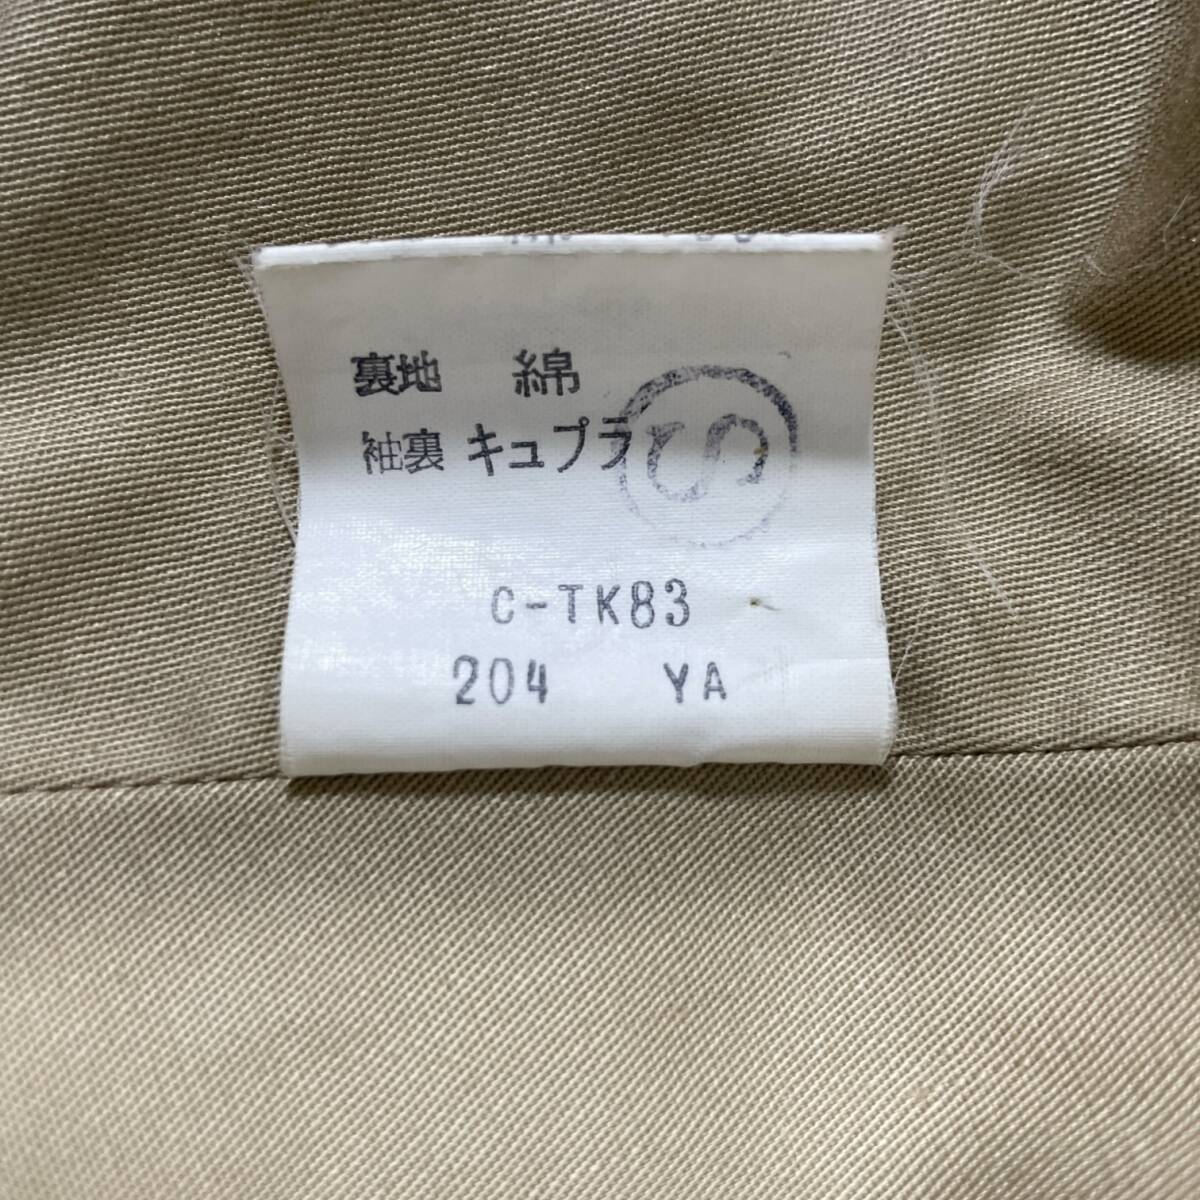 裏地 綿
袖裏 キュプラ
C-TK83
204 YA